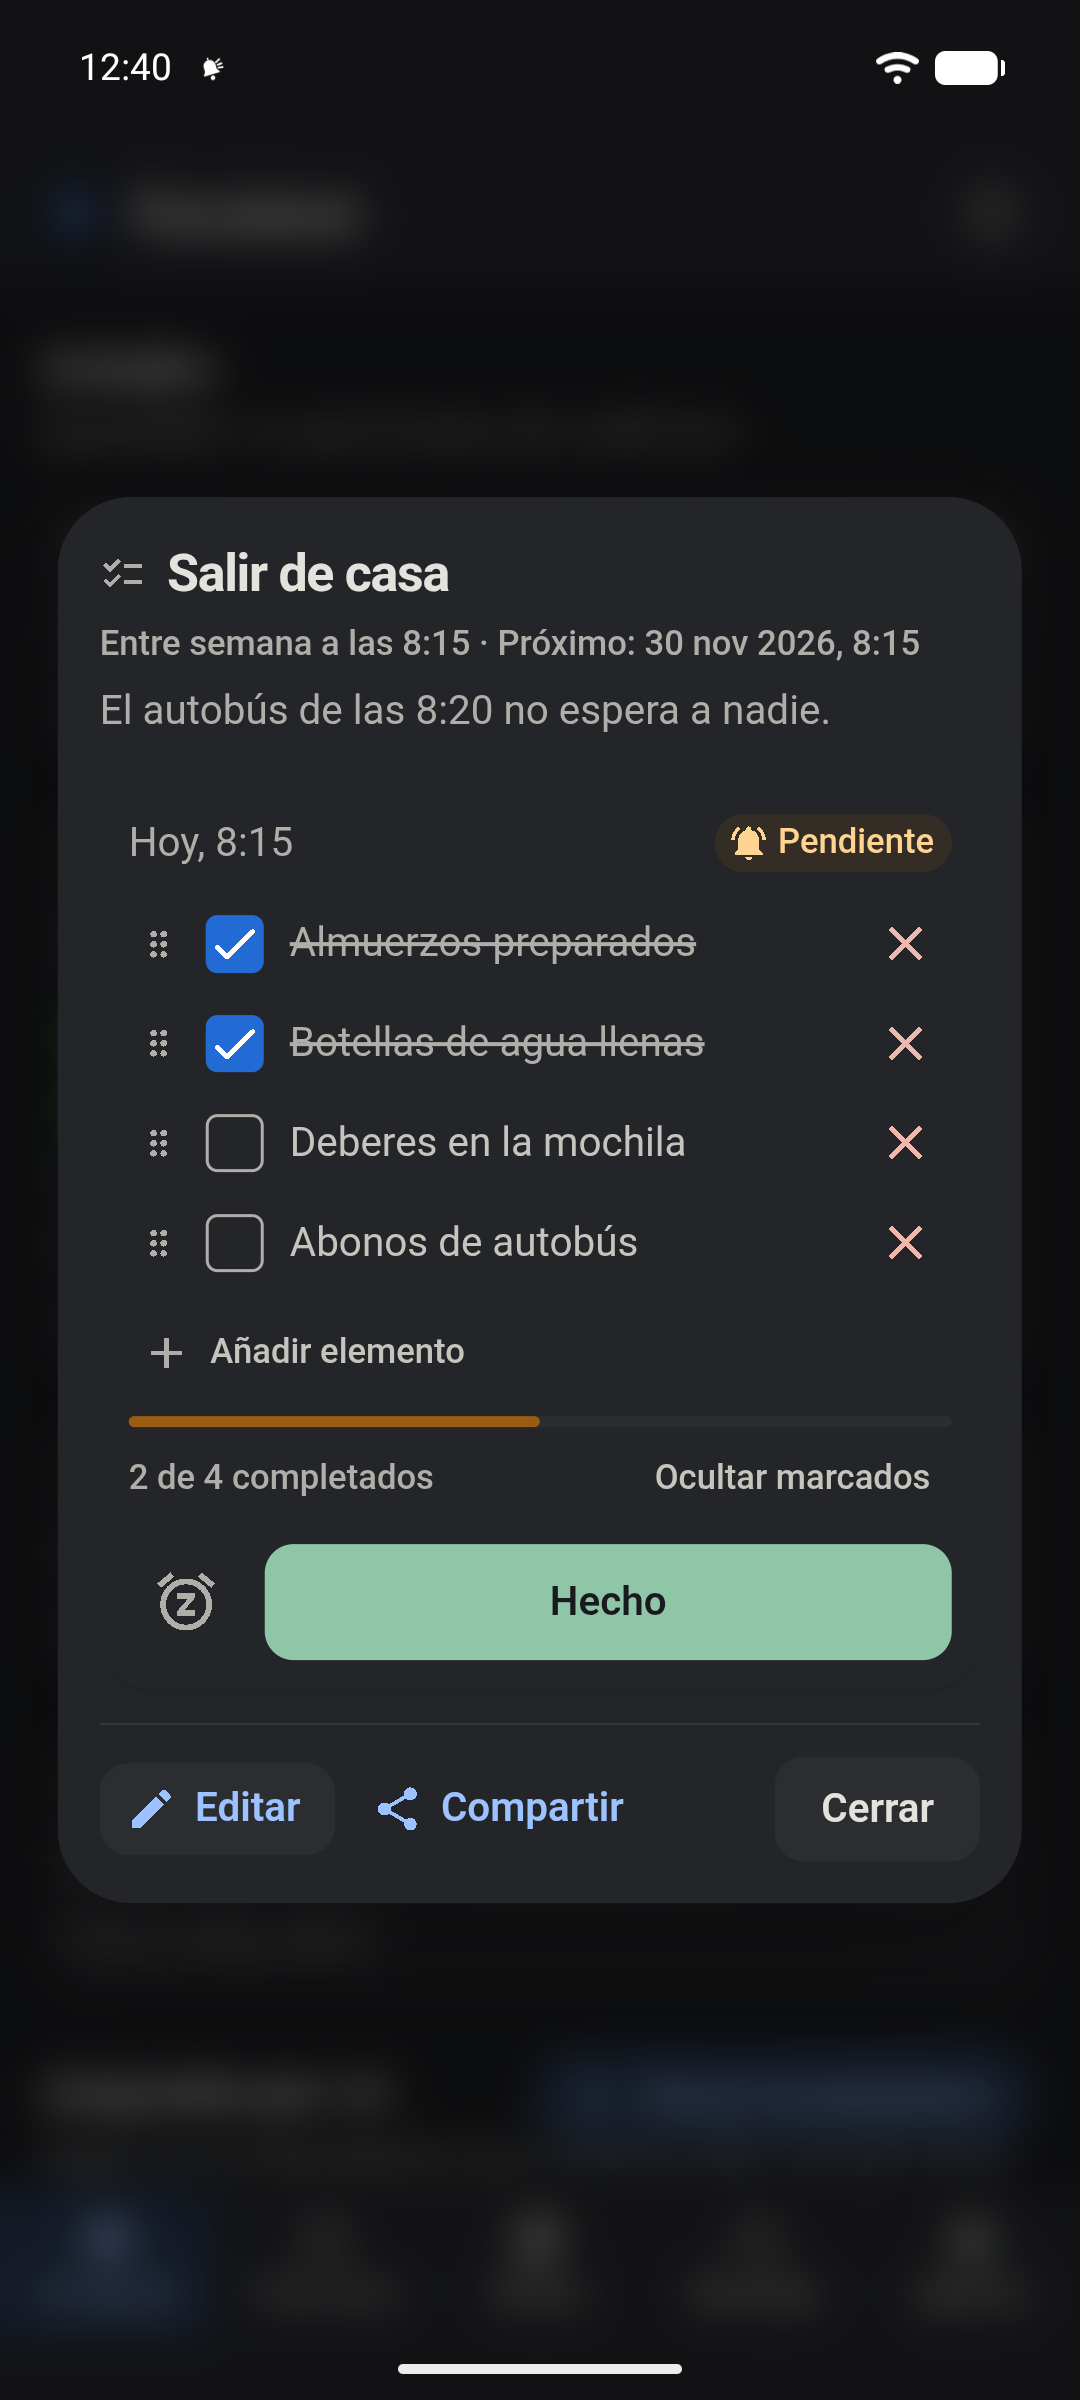 12:40
Salir de casa
Entre semana a las 8:15 · Próximo: 30 nov 2026, 8:15
El autobús de las 8:20 no espera a nadie.
Hoy, 8:15
Pendiente
Almuerzos preparados
Botellas de agua llenas
Deberes en la mochila
Abonos de autobús
Añadir elemento
2 de 4 completados
Ocultar marcados
Hecho
Editar
Compartir
Cerrar